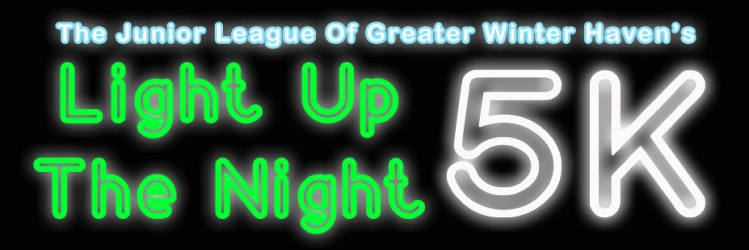 The Junior League Of Greater Winter Haven's
Light Up
The Night
5K